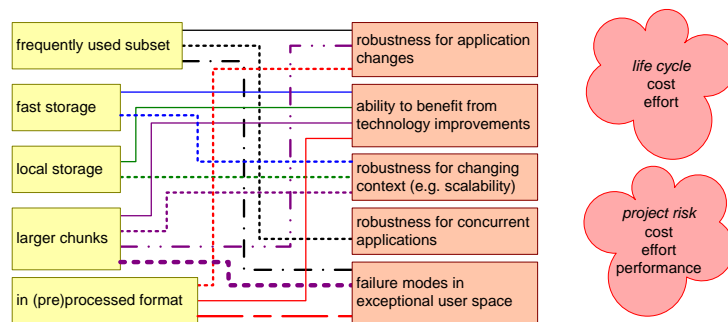 frequently used subset
fast storage
local storage
larger chunks
in (pre)processed format
robustness for application
changes
ability to benefit from
technology improvements
robustness for changing
context (e.g. scalability)
robustness for concurrent
applications
failure modes in
exceptional user space
life cycle
cost
effort
project risk
cost
effort
performance